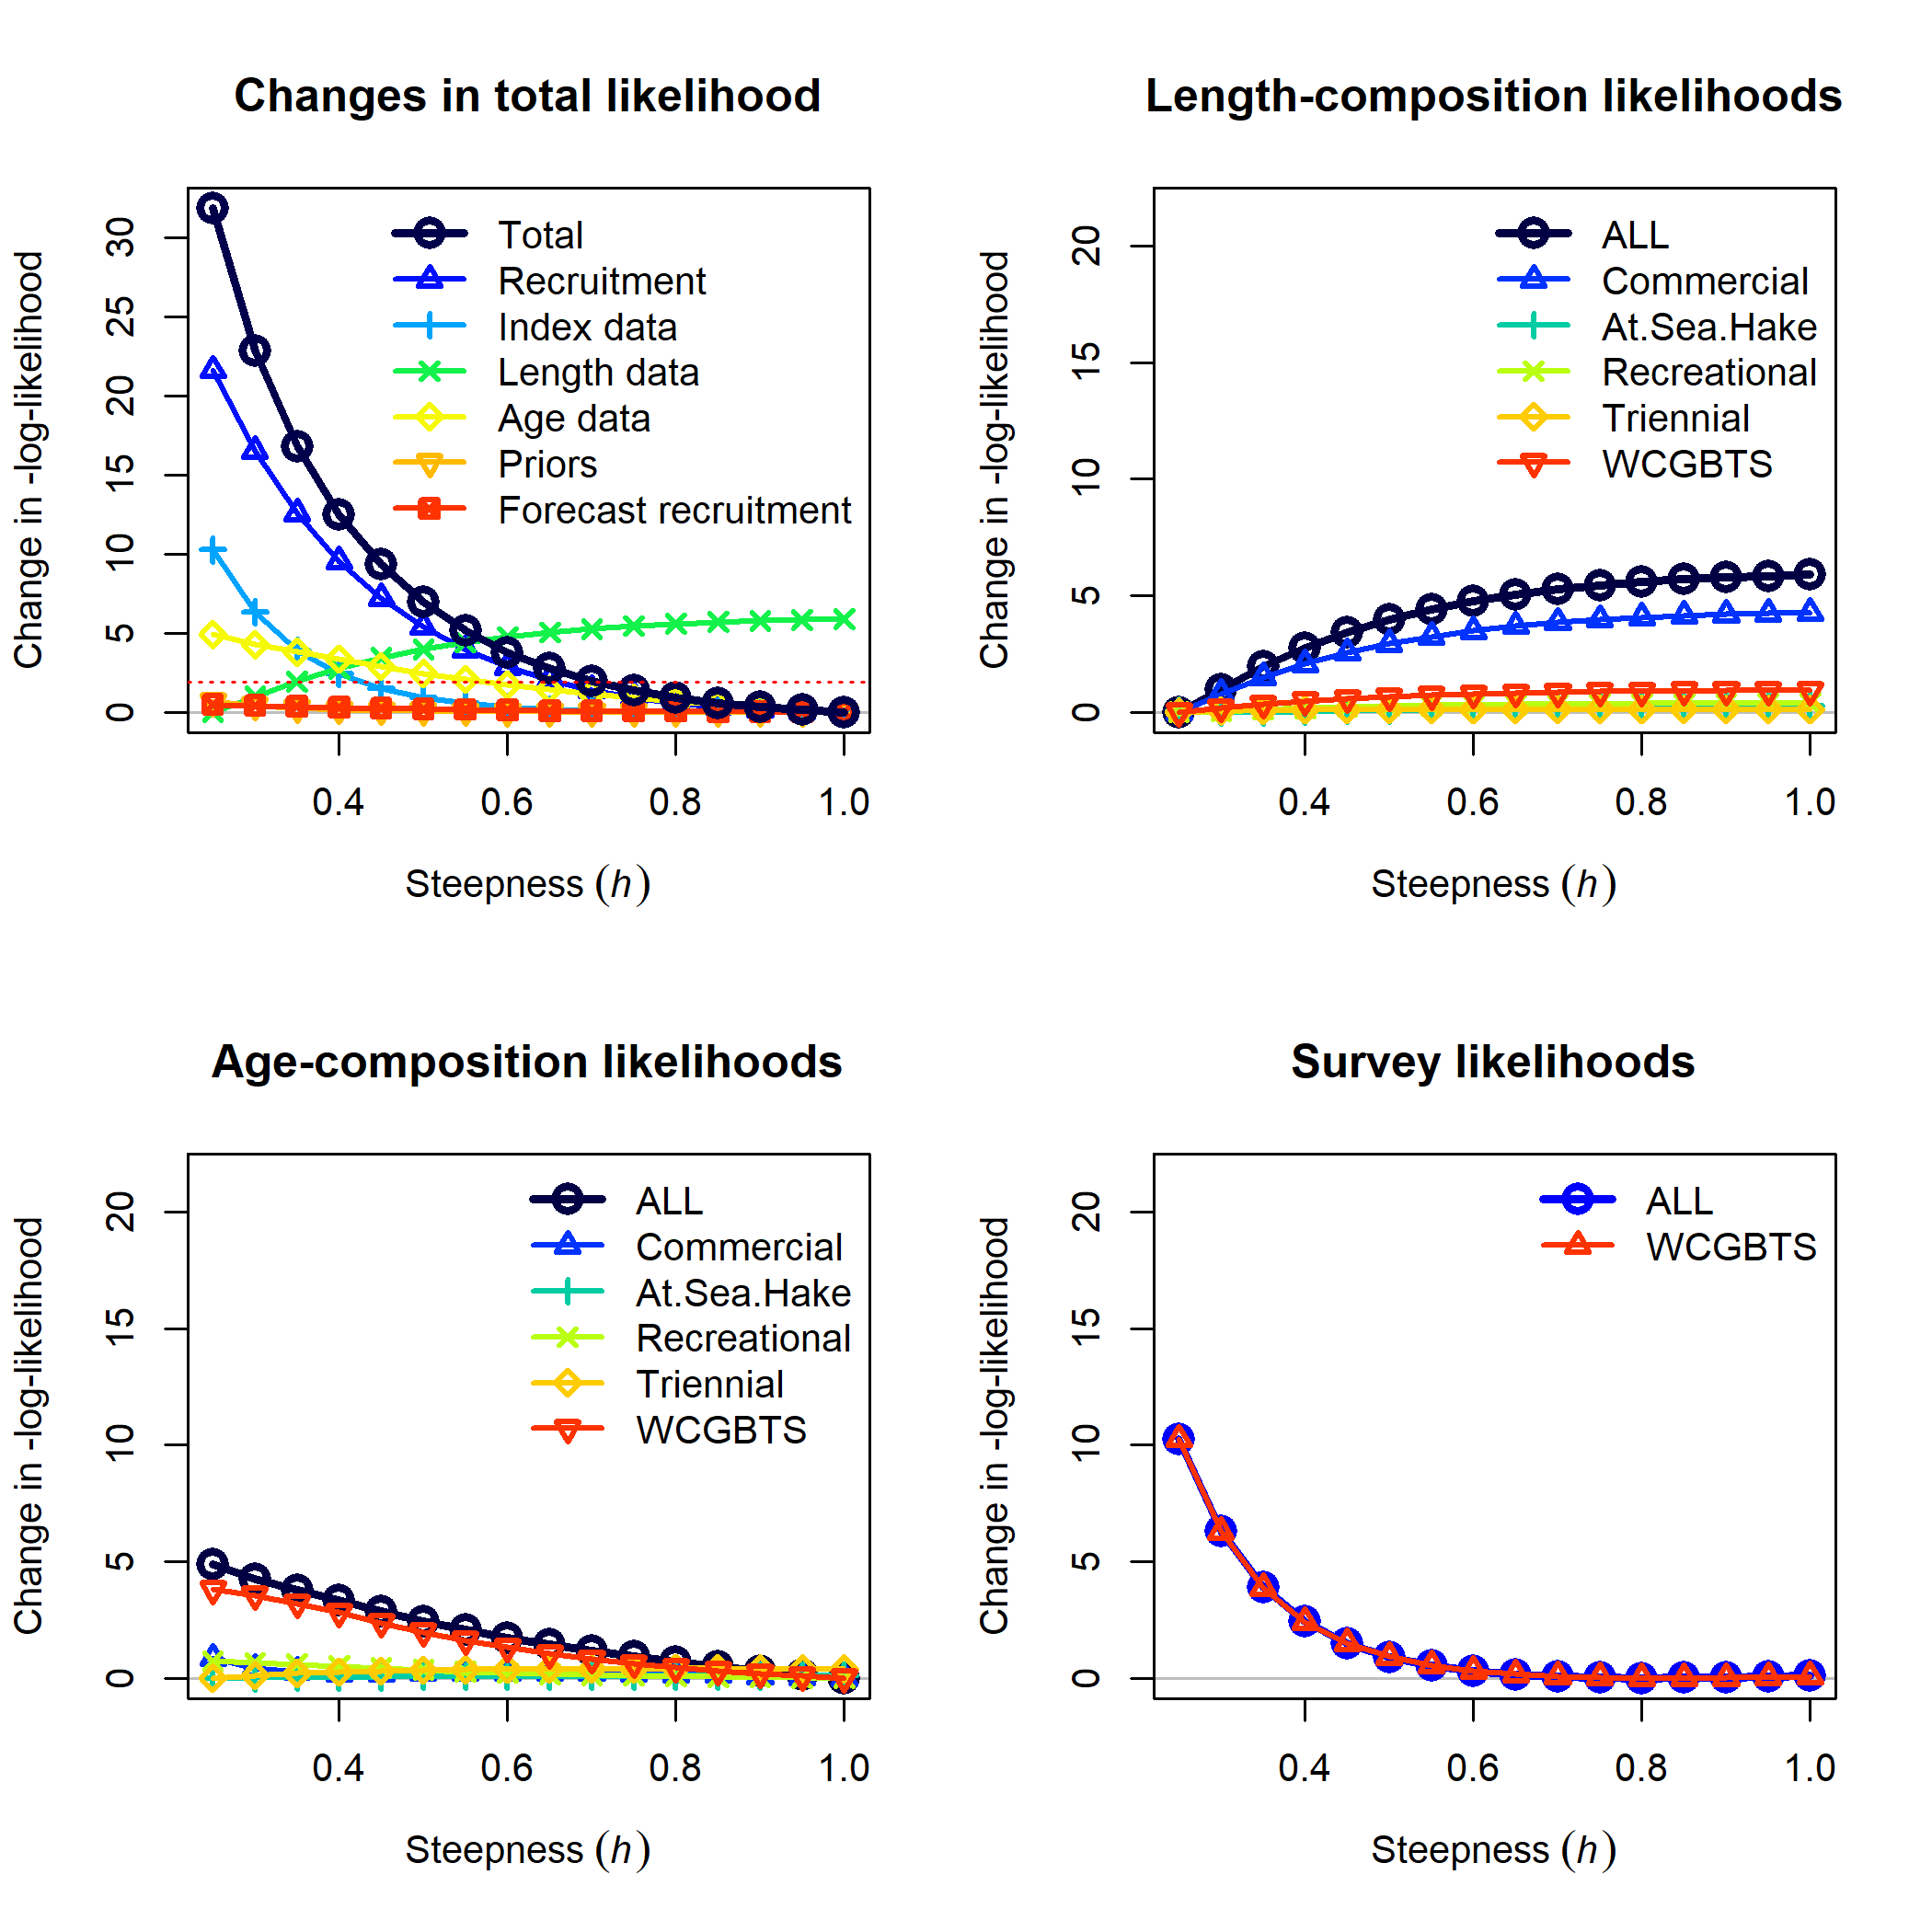 Changes in total likelihood
Change in -log-likelihood
0 5 10 15 20 25 30
Total
Recruitment
Index data
Length data
Age data
Priors
Forecast recruitment
0.4 0.6 0.8 1.0
Steepness (h)
Length-composition likelihoods
Change in -log-likelihood
0 5 10 15 20
ALL
Commercial
At.Sea.Hake
Recreational
Triennial
WCGBTS
0.4 0.6 0.8 1.0
Steepness (h)
Age-composition likelihoods
Change in -log-likelihood
0 5 10 15 20
ALL
Commercial
At.Sea.Hake
Recreational
Triennial
WCGBTS
0.4 0.6 0.8 1.0
Steepness (h)
Survey likelihoods
Change in -log-likelihood
0 5 10 15 20
ALL
WCGBTS
0.4 0.6 0.8 1.0
Steepness (h)